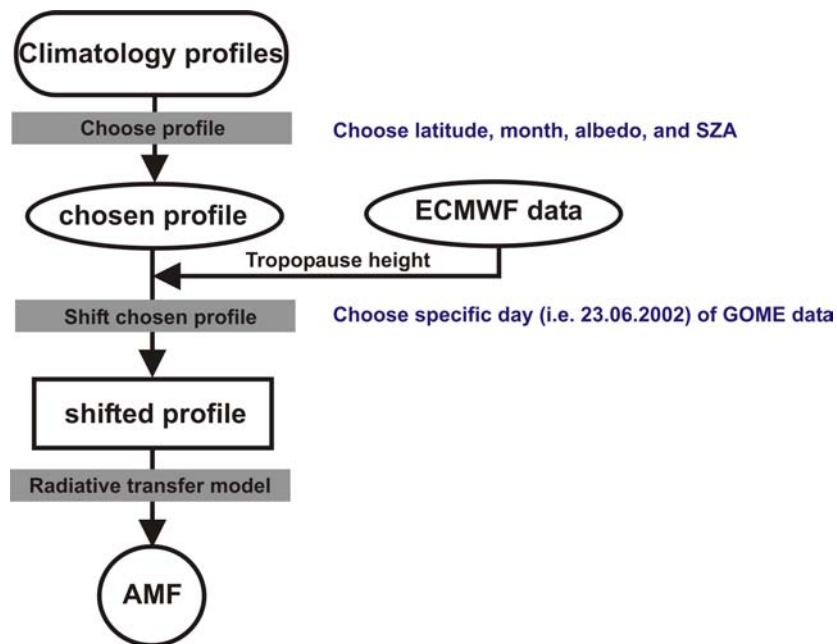 Climatology profiles
Choose profile
Choose latitude, month, albedo, and SZA
chosen profile
ECMWF data
Tropopause height
Shift chosen profile
Choose specific day (i.e. 23.06.2002) of GOME data
shifted profile
Radiative transfer model
AMF